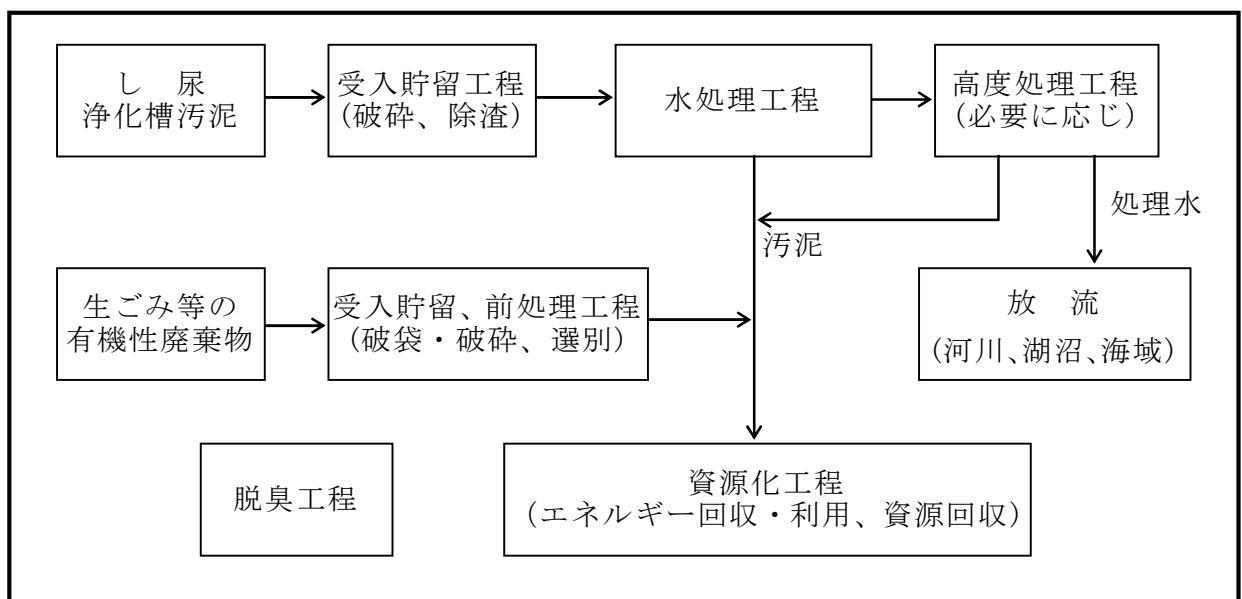 し　尿
浄化槽汚泥
受入貯留工程
(破砕、除渣)
水処理工程
高度処理工程
(必要に応じ)
処理水
汚泥
生ごみ等の
有機性廃棄物
受入貯留、前処理工程
(破袋・破砕、選別)
放　流
(河川、湖沼、海域)
脱臭工程
資源化工程
(エネルギー回収・利用、資源回収)